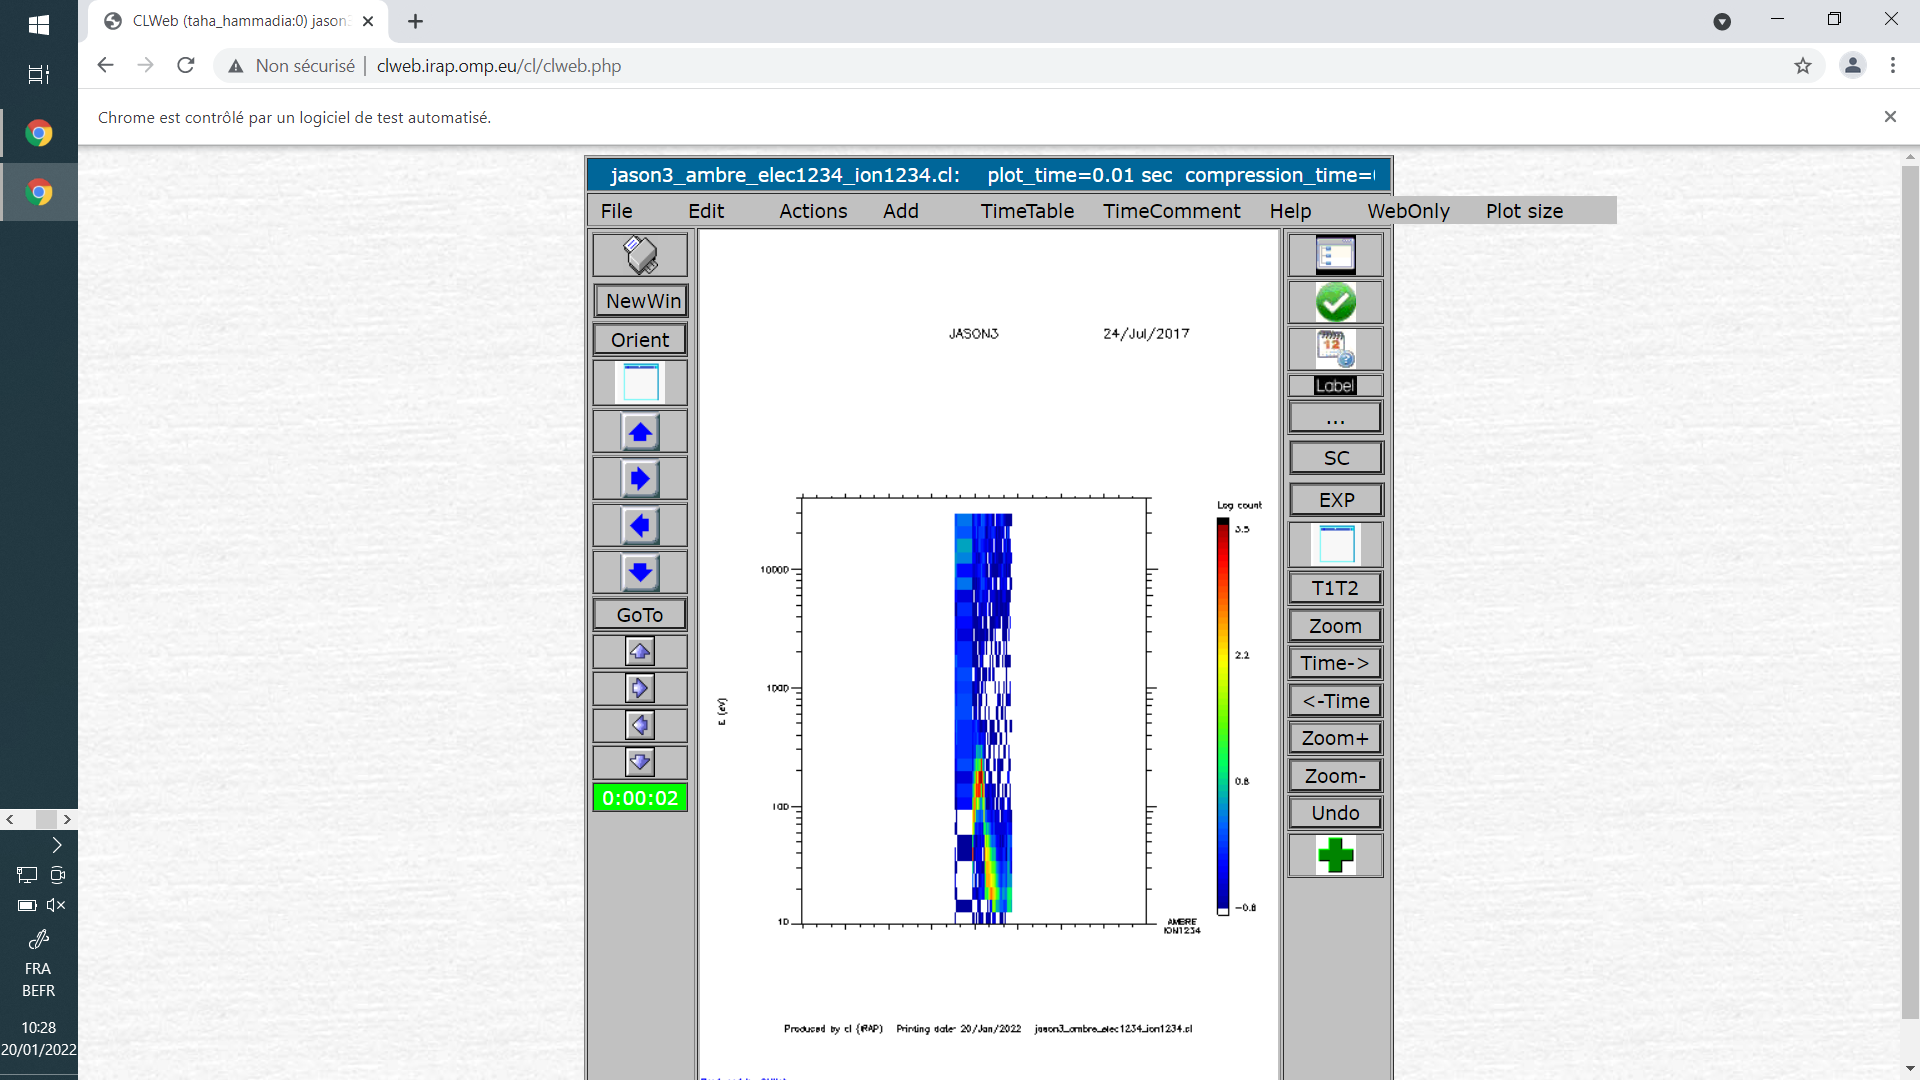 CLWeb (taha_hammadia:0) jason3
Non sécurisé | clweb.irap.omp.eu/cl/clweb.php
Chrome est contrôlé par un logiciel de test automatisé.
jason3_ambre_elec1234_ion1234.cl: plot_time=0.01 sec compression_time=
File Edit Actions Add TimeTable TimeComment Help WebOnly Plot size
NewWin
Orient
GoTo
0:00:02
JASON3 24/Jul/2017
Log count
3.5
2.2
0.8
-0.8
10000
1000
100
10
E (eV)
AMBRE
ION1234
Produced by cl (IRAP) Printing date: 20/Jan/2022 jason3_ambre_elec1234_ion1234.cl
12
Label
...
SC
EXP
T1T2
Zoom
Time->
<-Time
Zoom+
Zoom-
Undo
FRA
BEFR
10:28
20/01/2022